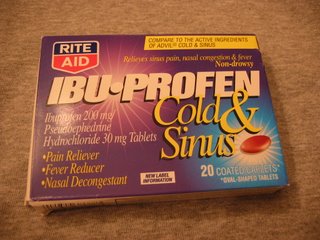 RITE
AID
COMPARE TO THE ACTIVE INGREDIENTS
OF ADVIL® COLD & SINUS
Relieves sinus pain, nasal congestion & fever
Non-drowsy
IBU-PROFEN
Cold &
Sinus
Ibuprofen 200 mg/
Pseudoephedrine
Hydrochloride 30 mg Tablets
•Pain Reliever
•Fever Reducer
•Nasal Decongestant
NEW LABEL
INFORMATION
20 COATED CAPLETS*
*OVAL-SHAPED TABLETS